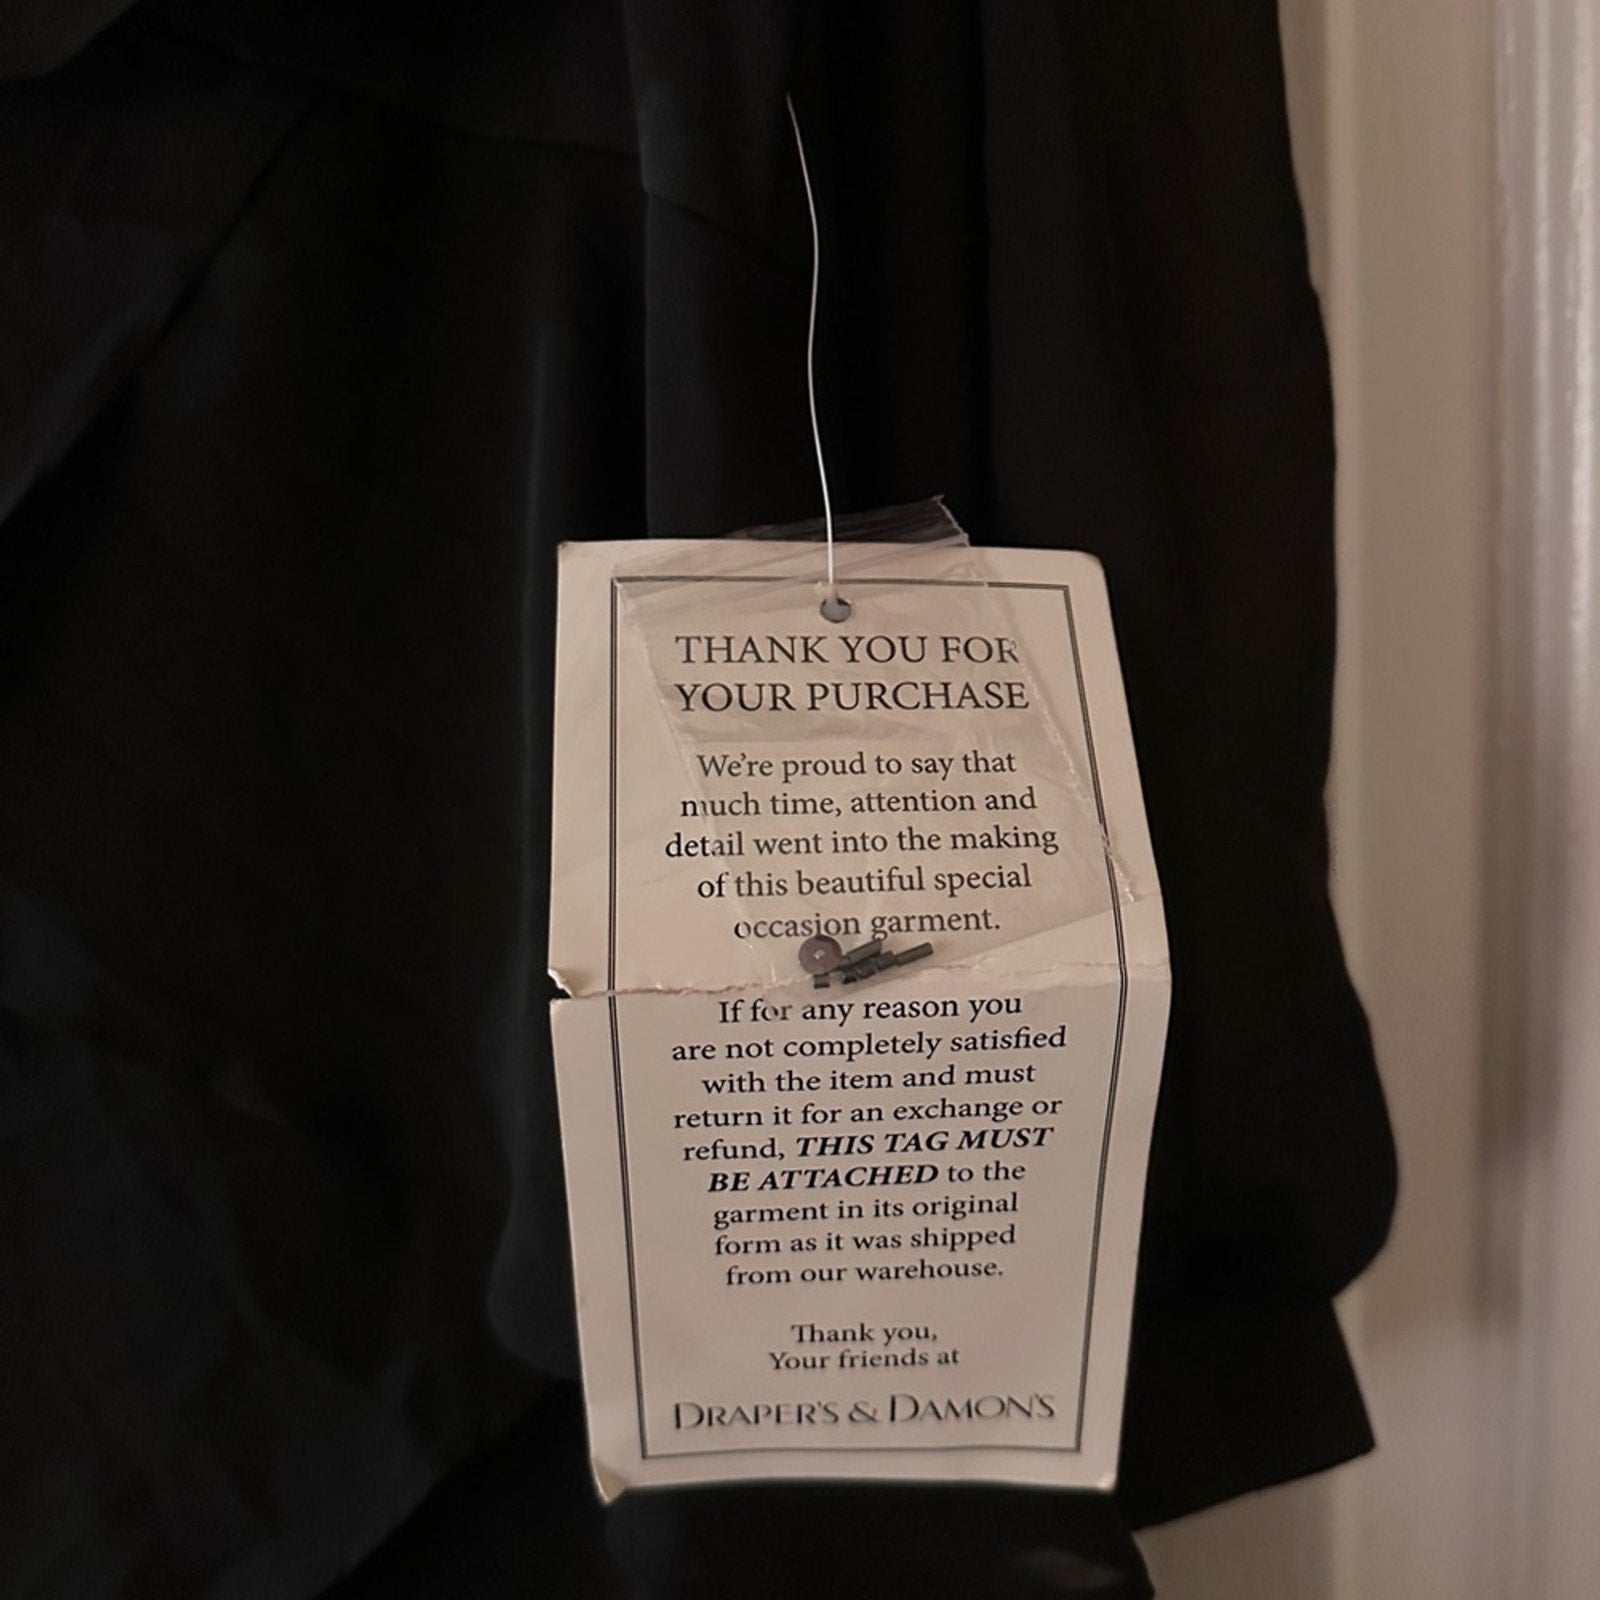 THANK YOU FOR
YOUR PURCHASE
We're proud to say that
much time, attention and
detail went into the making
of this beautiful special
occasion garment.
If for any reason you
are not completely satisfied
with the item and must
return it for an exchange or
refund, THIS TAG MUST
BE ATTACHED to the
garment in its original
form as it was shipped
from our warehouse.
Thank you,
Your friends at
DRAPER'S & DAMON'S